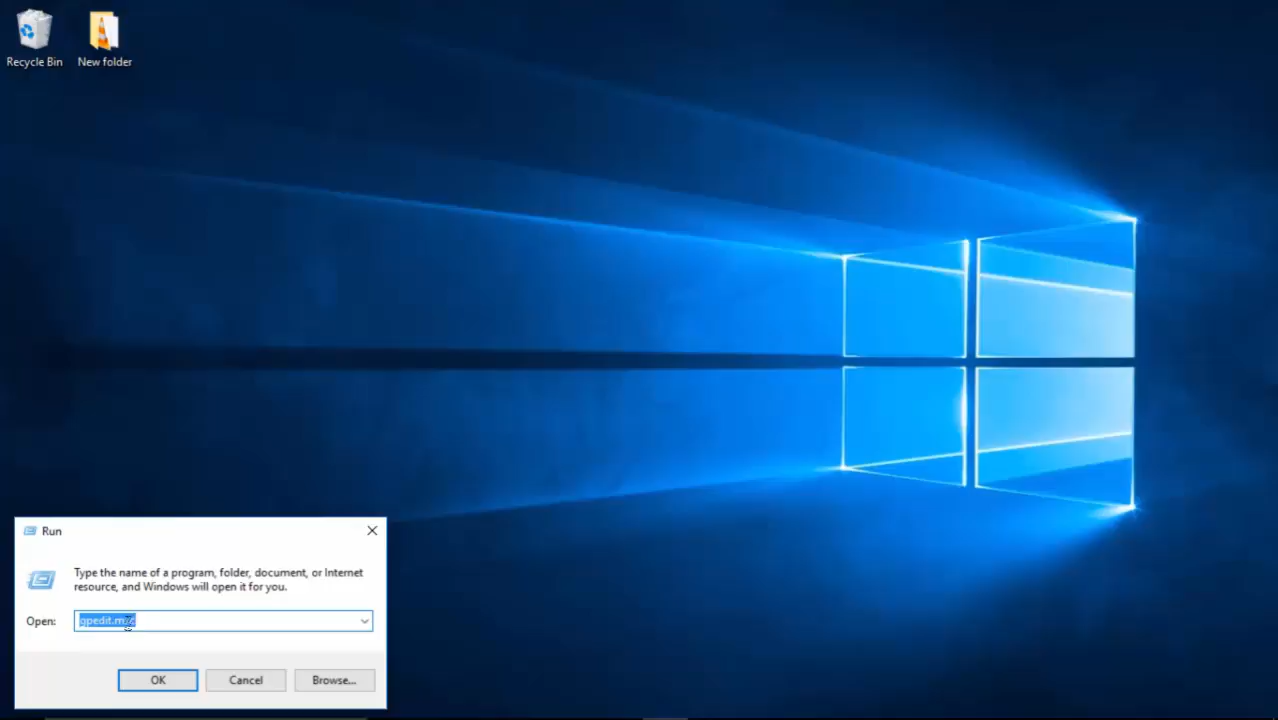 Recycle Bin
New folder
Run
Type the name of a program, folder, document, or Internet
resource, and Windows will open it for you.
Open:
gpedit.msc
OK
Cancel
Browse...